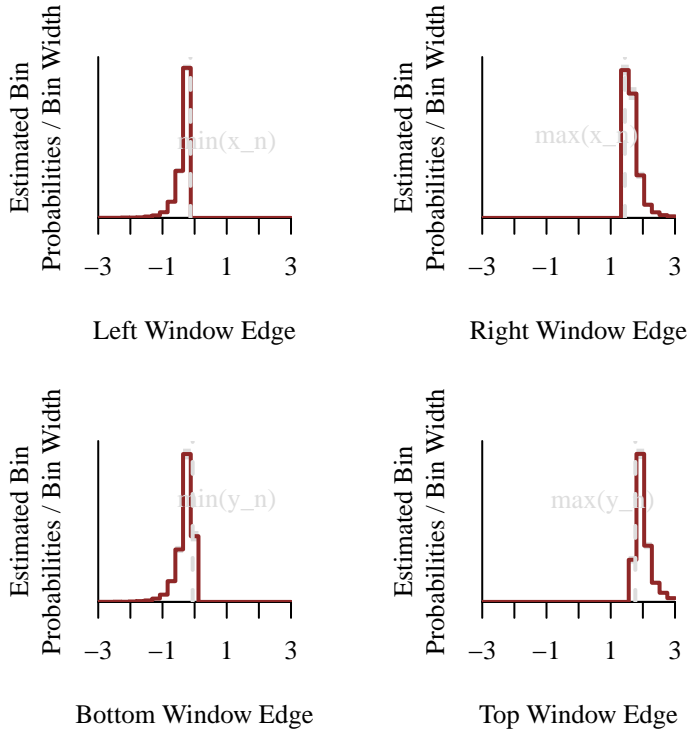 Estimated Bin
Probabilities / Bin Width
min(x_n)
−3 −1 1 3
Left Window Edge
Estimated Bin
Probabilities / Bin Width
max(x_n)
−3 −1 1 3
Right Window Edge
Estimated Bin
Probabilities / Bin Width
min(y_n)
−3 −1 1 3
Bottom Window Edge
Estimated Bin
Probabilities / Bin Width
max(y_n)
−3 −1 1 3
Top Window Edge